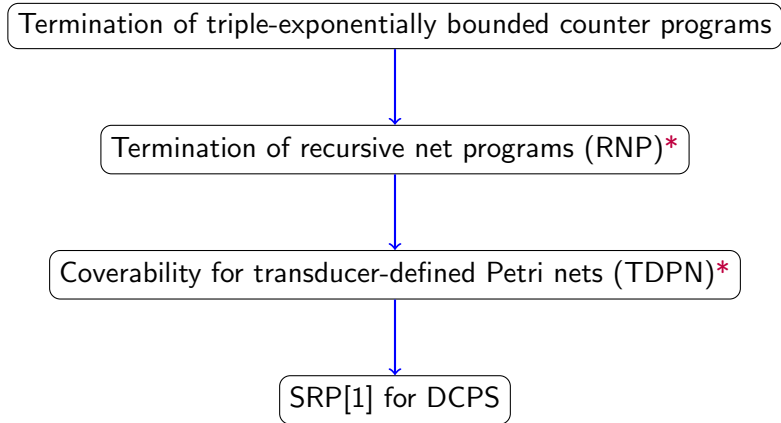 Termination of triple-exponentially bounded counter programs
Termination of recursive net programs (RNP)*
Coverability for transducer-defined Petri nets (TDPN)*
SRP[1] for DCPS